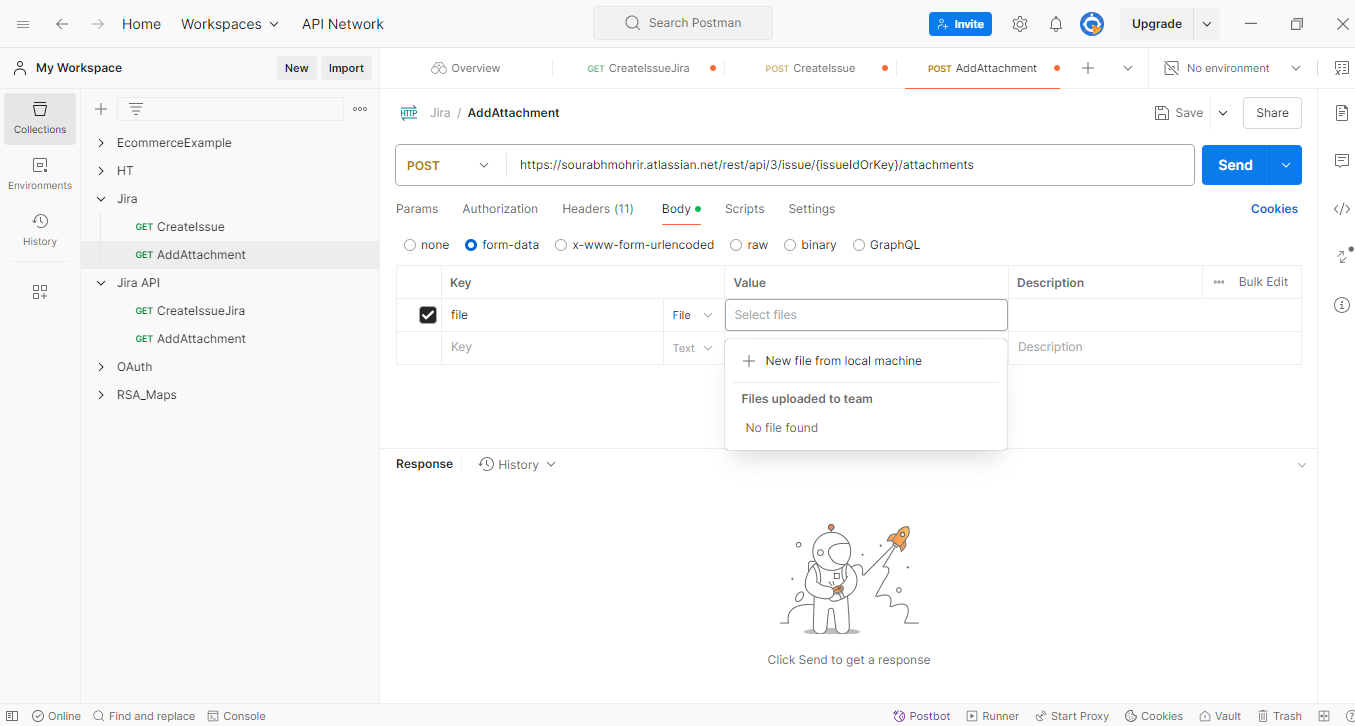 Home Workspaces API Network Search Postman Invite Upgrade
My Workspace New Import Overview GET CreateIssueJira POST CreateIssue POST AddAttachment No environment
Collections
Environments
History
EcommerceExample
HT
Jira
GET CreateIssue
GET AddAttachment
Jira API
GET CreateIssueJira
GET AddAttachment
OAuth
RSA_Maps
HTTP Jira / AddAttachment Save Share
POST https://sourabhmohrir.atlassian.net/rest/api/3/issue/{issueIdOrKey}/attachments Send
Params Authorization Headers (11) Body Scripts Settings Cookies
none form-data x-www-form-urlencoded raw binary GraphQL
Key Value Description Bulk Edit
file File Select files
Key Text Description
New file from local machine
Files uploaded to team
No file found
Response History
Click Send to get a response
Online Find and replace Console Postbot Runner Start Proxy Cookies Vault Trash